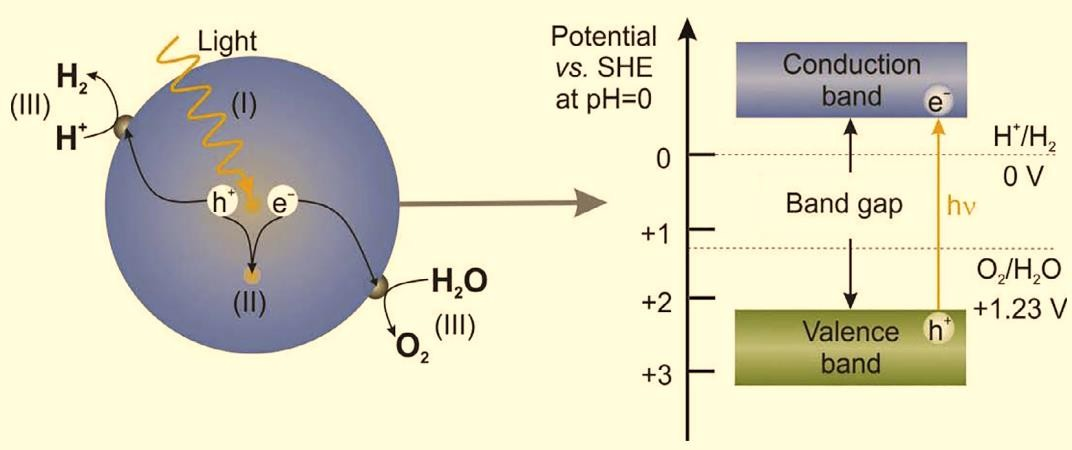 Light
H₂
(III)
H⁺
(I)
h⁺
e⁻
(II)
H₂O
(III)
O₂
Potential
vs. SHE
at pH=0
0
+1
+2
+3
Conduction
band
e⁻
Band gap
hν
H⁺/H₂
0 V
O₂/H₂O
+1.23 V
Valence
band
h⁺